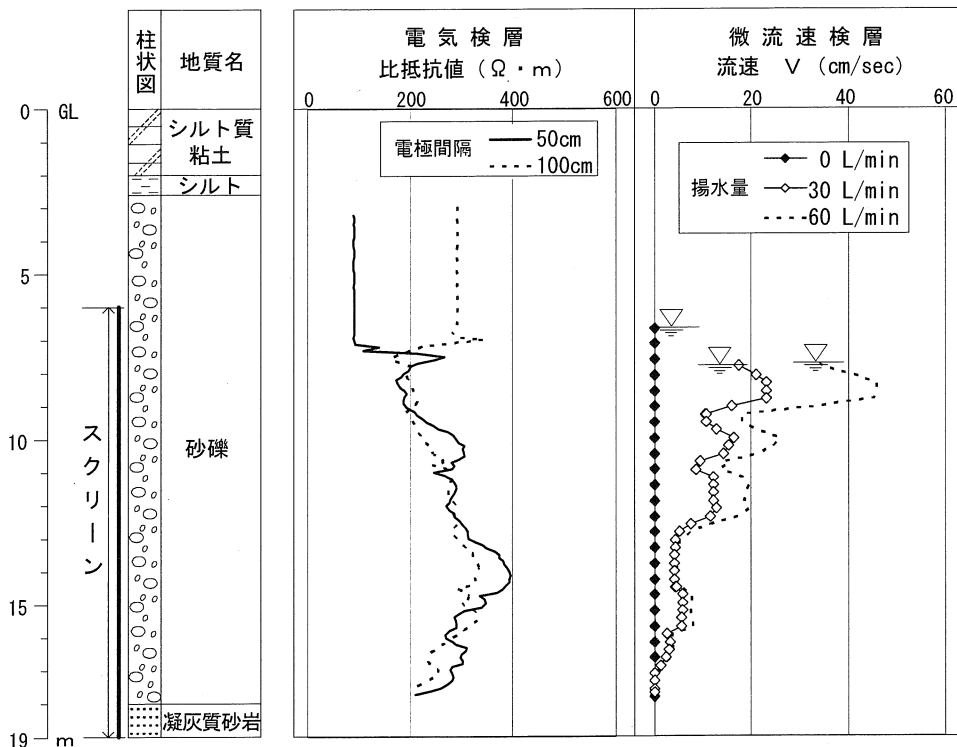 柱状図
地質名
電気検層
比抵抗値(Ω・m)
0 200 400 600
微流速検層
流速 V (cm/sec)
0 20 40 60
0 GL
5
10
15
19 m
スクリーン
シルト質
粘土
シルト
砂礫
凝灰質砂岩
電極間隔
50cm
100cm
揚水量
0 L/min
30 L/min
60 L/min